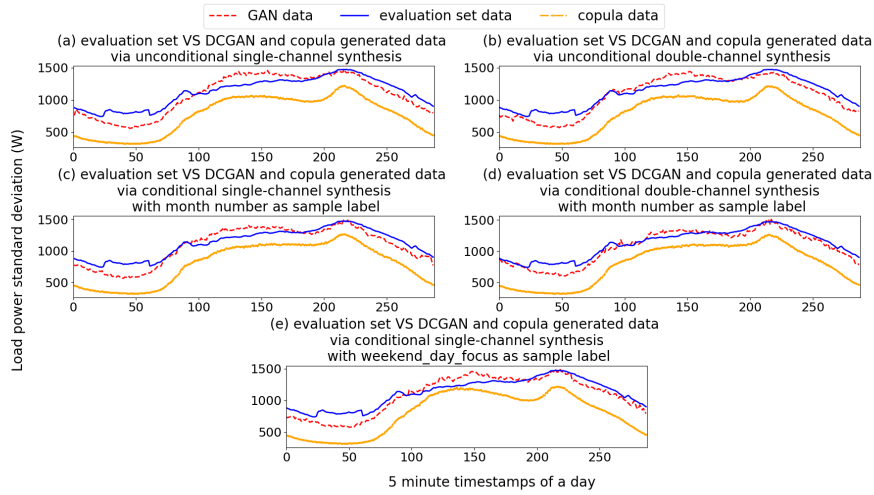 GAN data
evaluation set data
copula data
(a) evaluation set VS DCGAN and copula generated data
via unconditional single-channel synthesis
(b) evaluation set VS DCGAN and copula generated data
via unconditional double-channel synthesis
1500
1000
500
0 50 100 150 200 250
1500
1000
500
0 50 100 150 200 250
(c) evaluation set VS DCGAN and copula generated data
via conditional single-channel synthesis
with month number as sample label
(d) evaluation set VS DCGAN and copula generated data
via conditional double-channel synthesis
with month number as sample label
1500
1000
500
0 50 100 150 200 250
1500
1000
500
0 50 100 150 200 250
(e) evaluation set VS DCGAN and copula generated data
via conditional single-channel synthesis
with weekend_day_focus as sample label
1500
1000
500
0 50 100 150 200 250
Load power standard deviation (W)
5 minute timestamps of a day